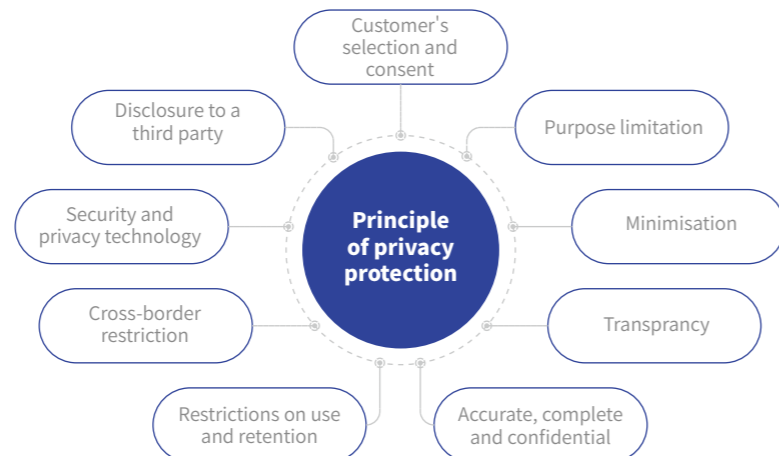 Customer's
selection and
consent
Disclosure to a
third party
Purpose limitation
Security and
privacy technology
Principle
of privacy
protection
Minimisation
Cross-border
restriction
Transprancy
Restrictions on use
and retention
Accurate, complete
and confidential